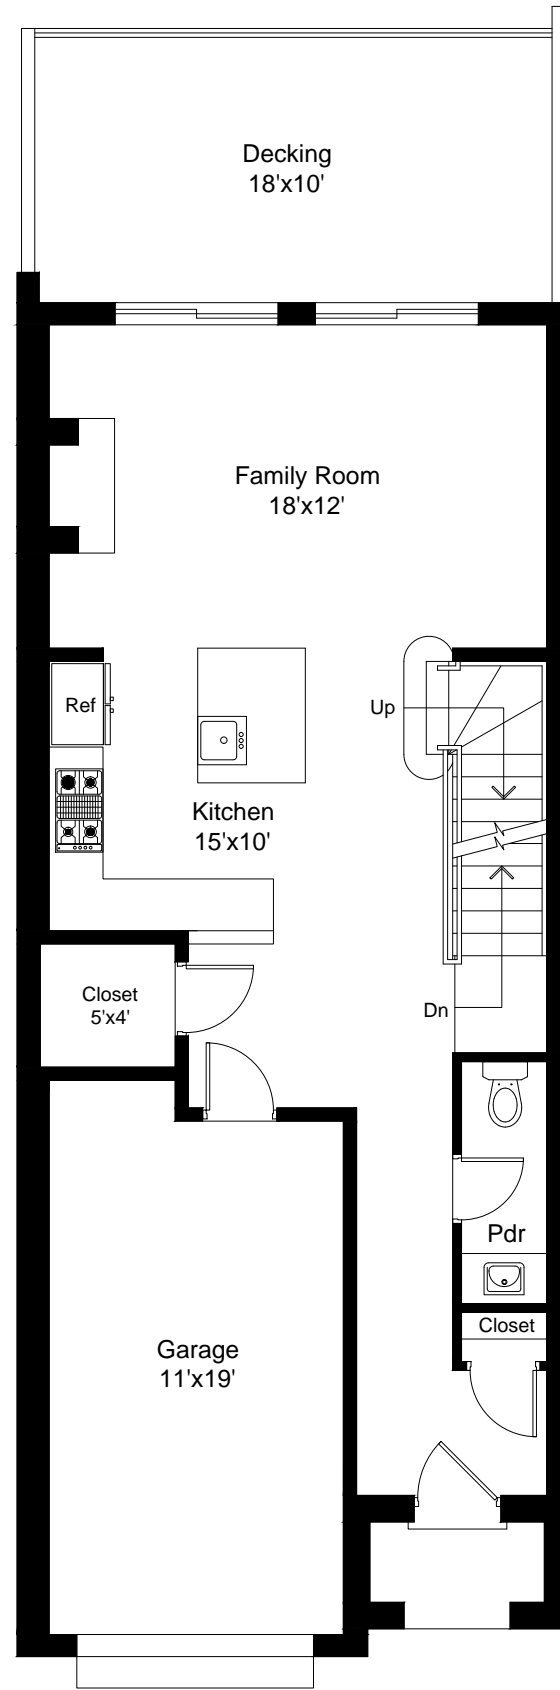 Decking
18'x10'
Family Room
18'x12'
Ref
Up
Kitchen
15'x10'
Closet
5'x4'
Dn
Pdr
Closet
Garage
11'x19'